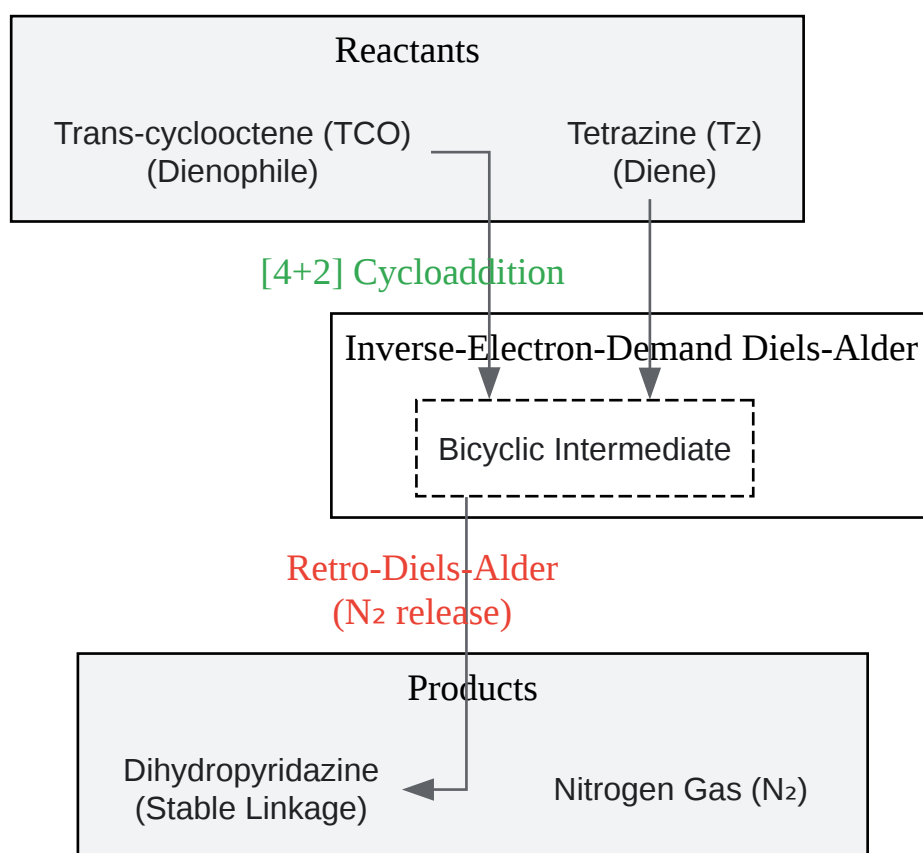 Reactants
Trans-cyclooctene (TCO)
(Dienophile)
Tetrazine (Tz)
(Diene)
[4+2] Cycloaddition
Inverse-Electron-Demand Diels-Alder
Bicyclic Intermediate
Retro-Diels-Alder
(N₂ release)
Products
Dihydropyridazine
(Stable Linkage)
Nitrogen Gas (N₂)